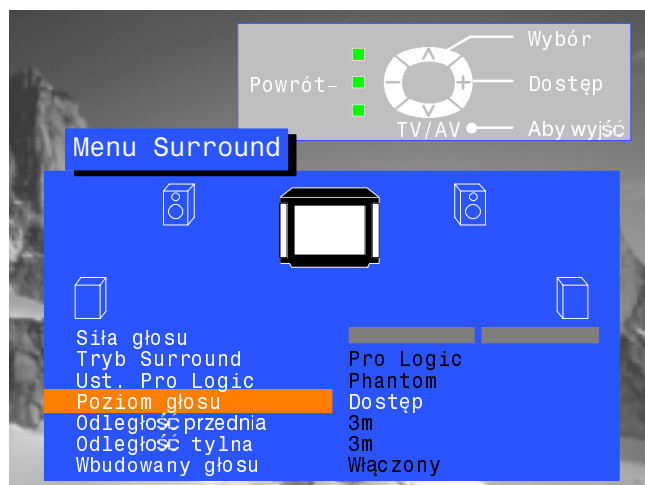 Wybór
Powrót- Dostęp
TV/AV Aby wyjść
Menu Surround
Siła głosu
Tryb Surround Pro Logic
Ust. Pro Logic Phantom
Poziom głosu Dostęp
Odległość przednia 3m
Odległość tylna 3m
Wbudowany głosu Włączony